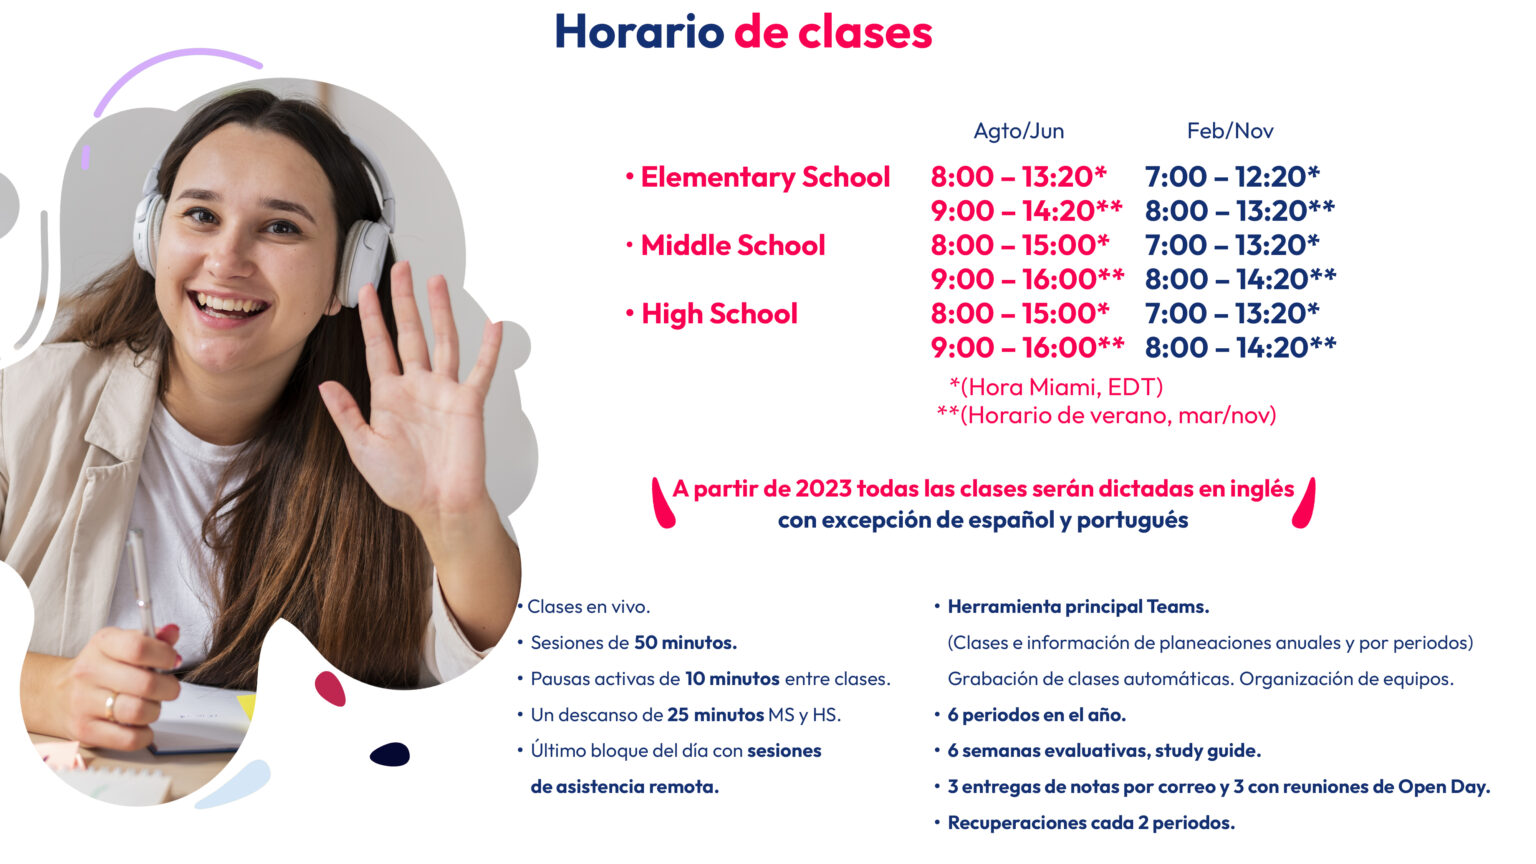 Horario de clases
Agto/Jun Feb/Nov
• Elementary School 8:00 – 13:20* 7:00 – 12:20*
9:00 – 14:20** 8:00 – 13:20**
• Middle School 8:00 – 15:00* 7:00 – 13:20*
9:00 – 16:00** 8:00 – 14:20**
• High School 8:00 – 15:00* 7:00 – 13:20*
9:00 – 16:00** 8:00 – 14:20**
*(Hora Miami, EDT)
**(Horario de verano, mar/nov)
A partir de 2023 todas las clases serán dictadas en inglés
con excepción de español y portugués
• Clases en vivo.
• Sesiones de 50 minutos.
• Pausas activas de 10 minutos entre clases.
• Un descanso de 25 minutos MS y HS.
• Último bloque del día con sesiones
de asistencia remota.
• Herramienta principal Teams.
(Clases e información de planeaciones anuales y por periodos)
Grabación de clases automáticas. Organización de equipos.
• 6 periodos en el año.
• 6 semanas evaluativas, study guide.
• 3 entregas de notas por correo y 3 con reuniones de Open Day.
• Recuperaciones cada 2 periodos.